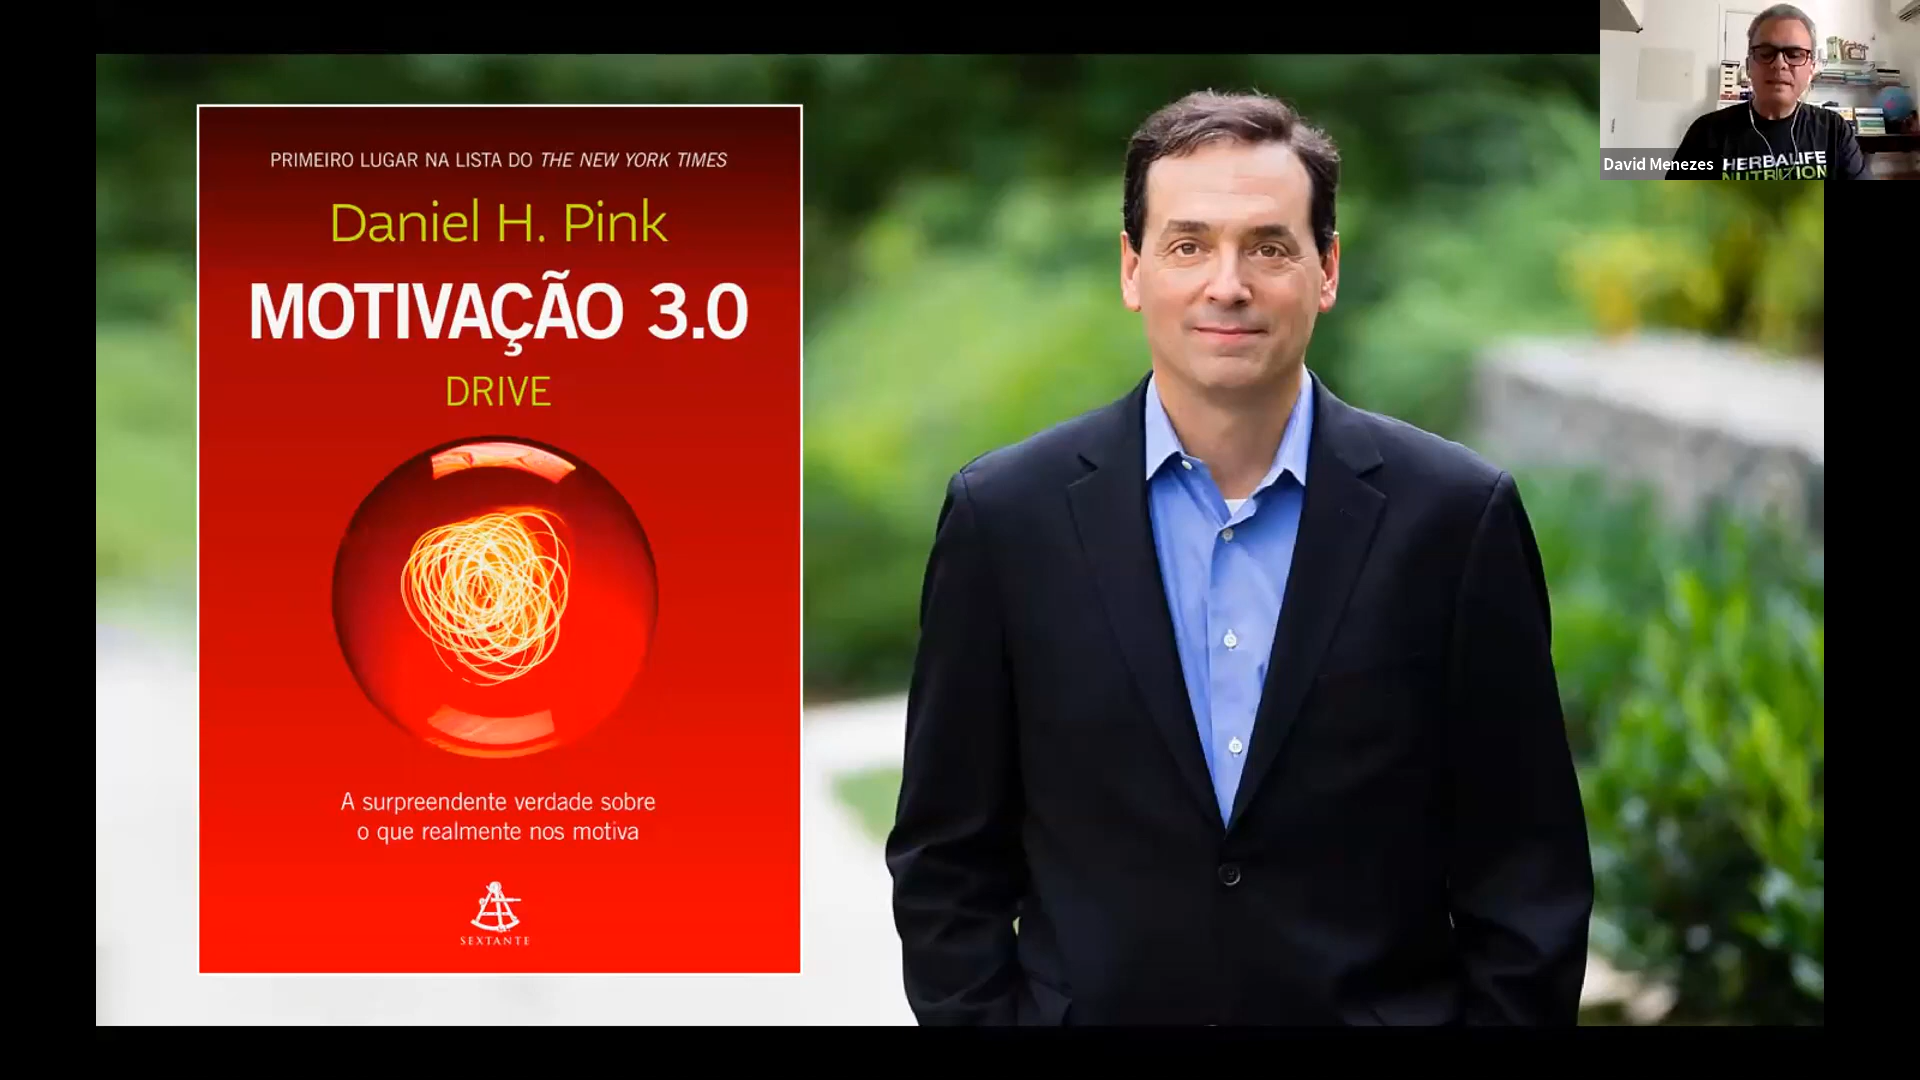 PRIMEIRO LUGAR NA LISTA DO THE NEW YORK TIMES
Daniel H. Pink
MOTIVAÇÃO 3.0
DRIVE
A surpreendente verdade sobre
o que realmente nos motiva
SEXTANTE
David Menezes
HERBALIFE
NUTRITION